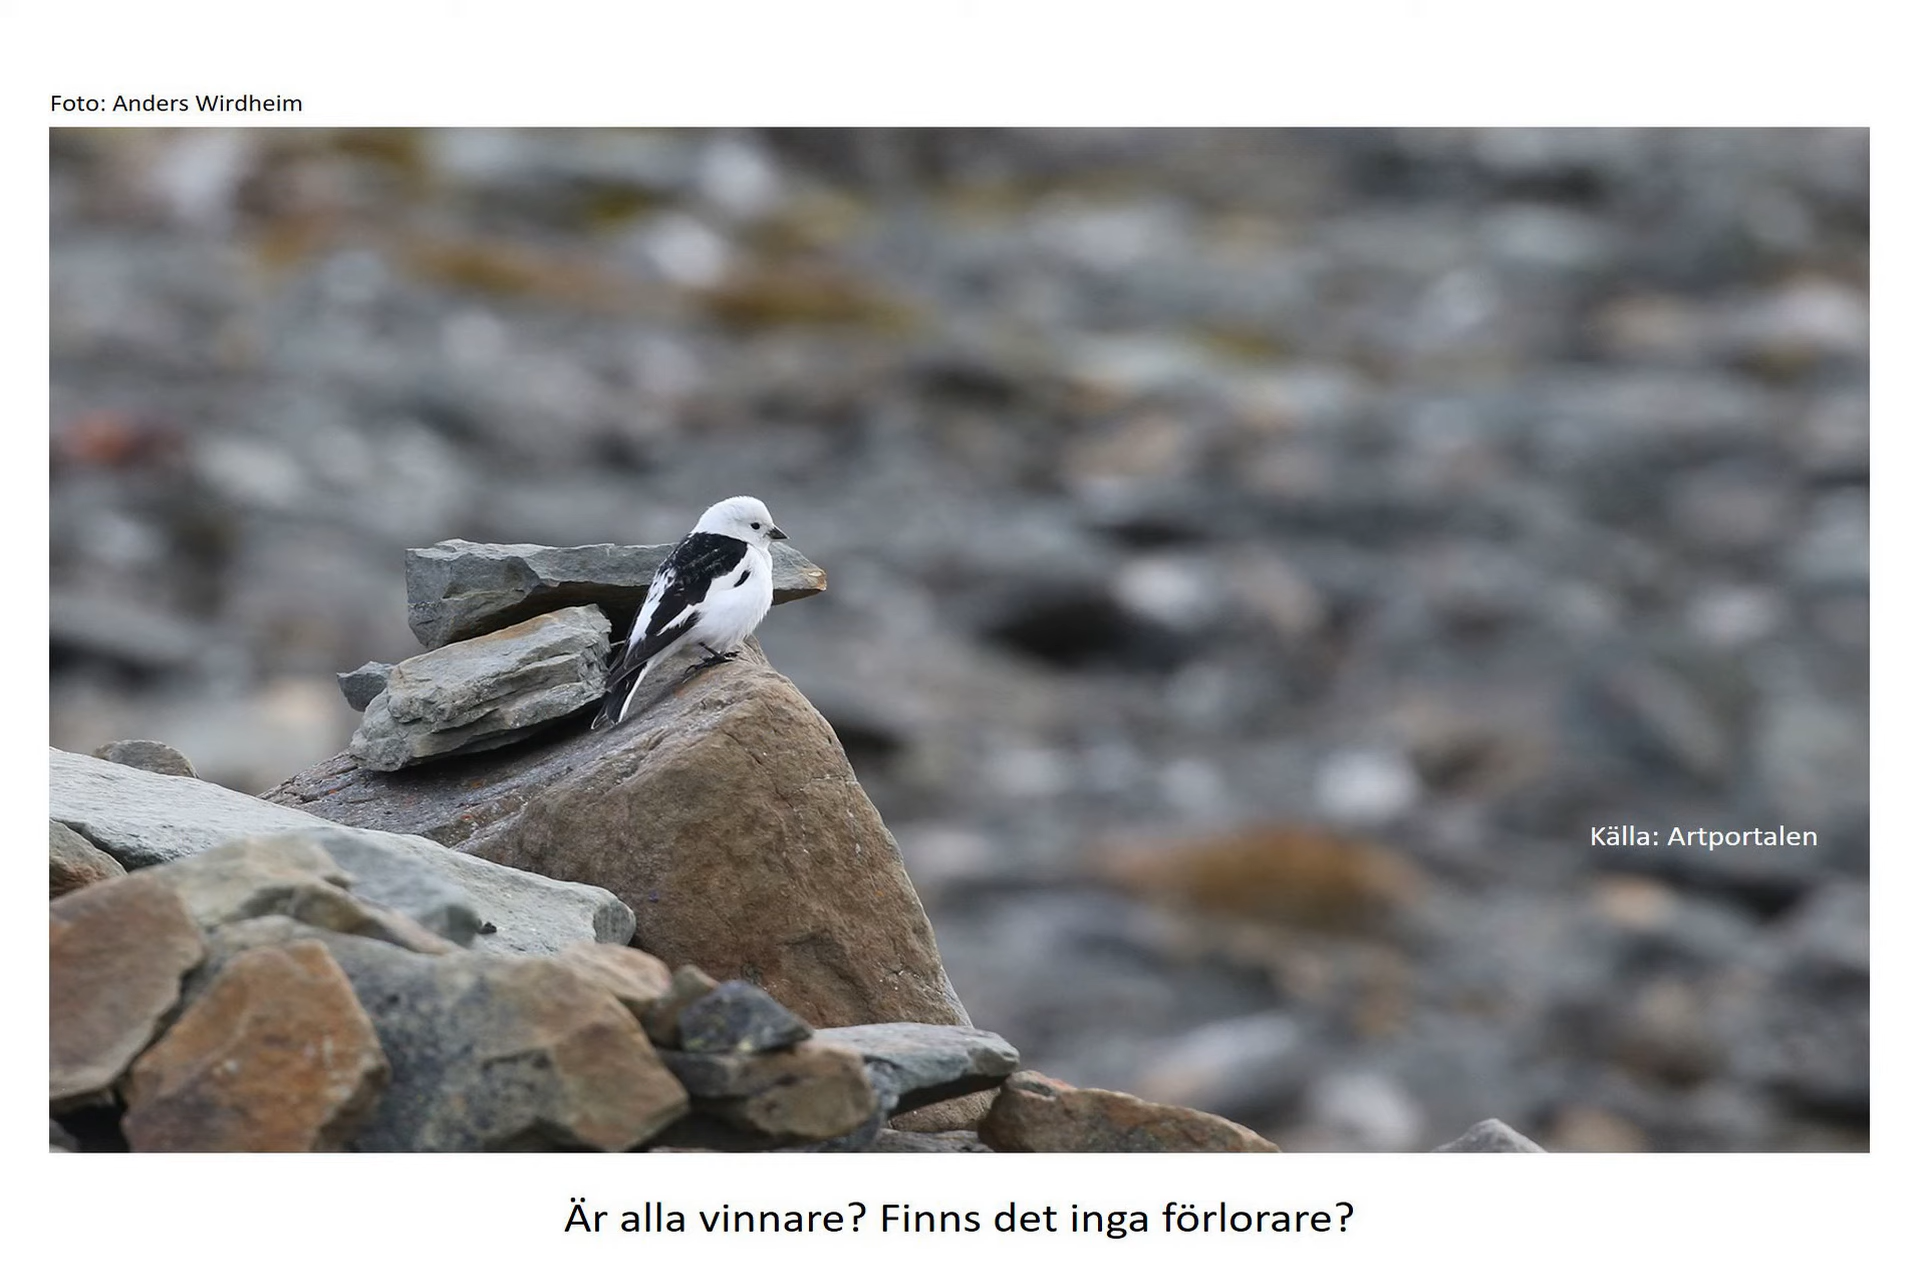 Foto: Anders Wirdheim
Källa: Artportalen
Är alla vinnare? Finns det inga förlorare?